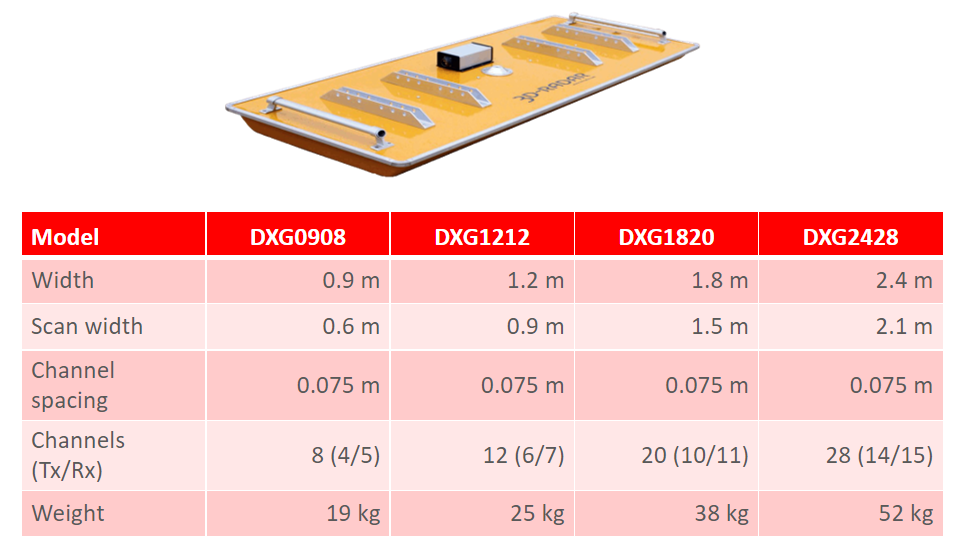 3D-RADAR
Model DXG0908 DXG1212 DXG1820 DXG2428
Width 0.9 m 1.2 m 1.8 m 2.4 m
Scan width 0.6 m 0.9 m 1.5 m 2.1 m
Channel
spacing 0.075 m 0.075 m 0.075 m 0.075 m
Channels
(Tx/Rx) 8 (4/5) 12 (6/7) 20 (10/11) 28 (14/15)
Weight 19 kg 25 kg 38 kg 52 kg